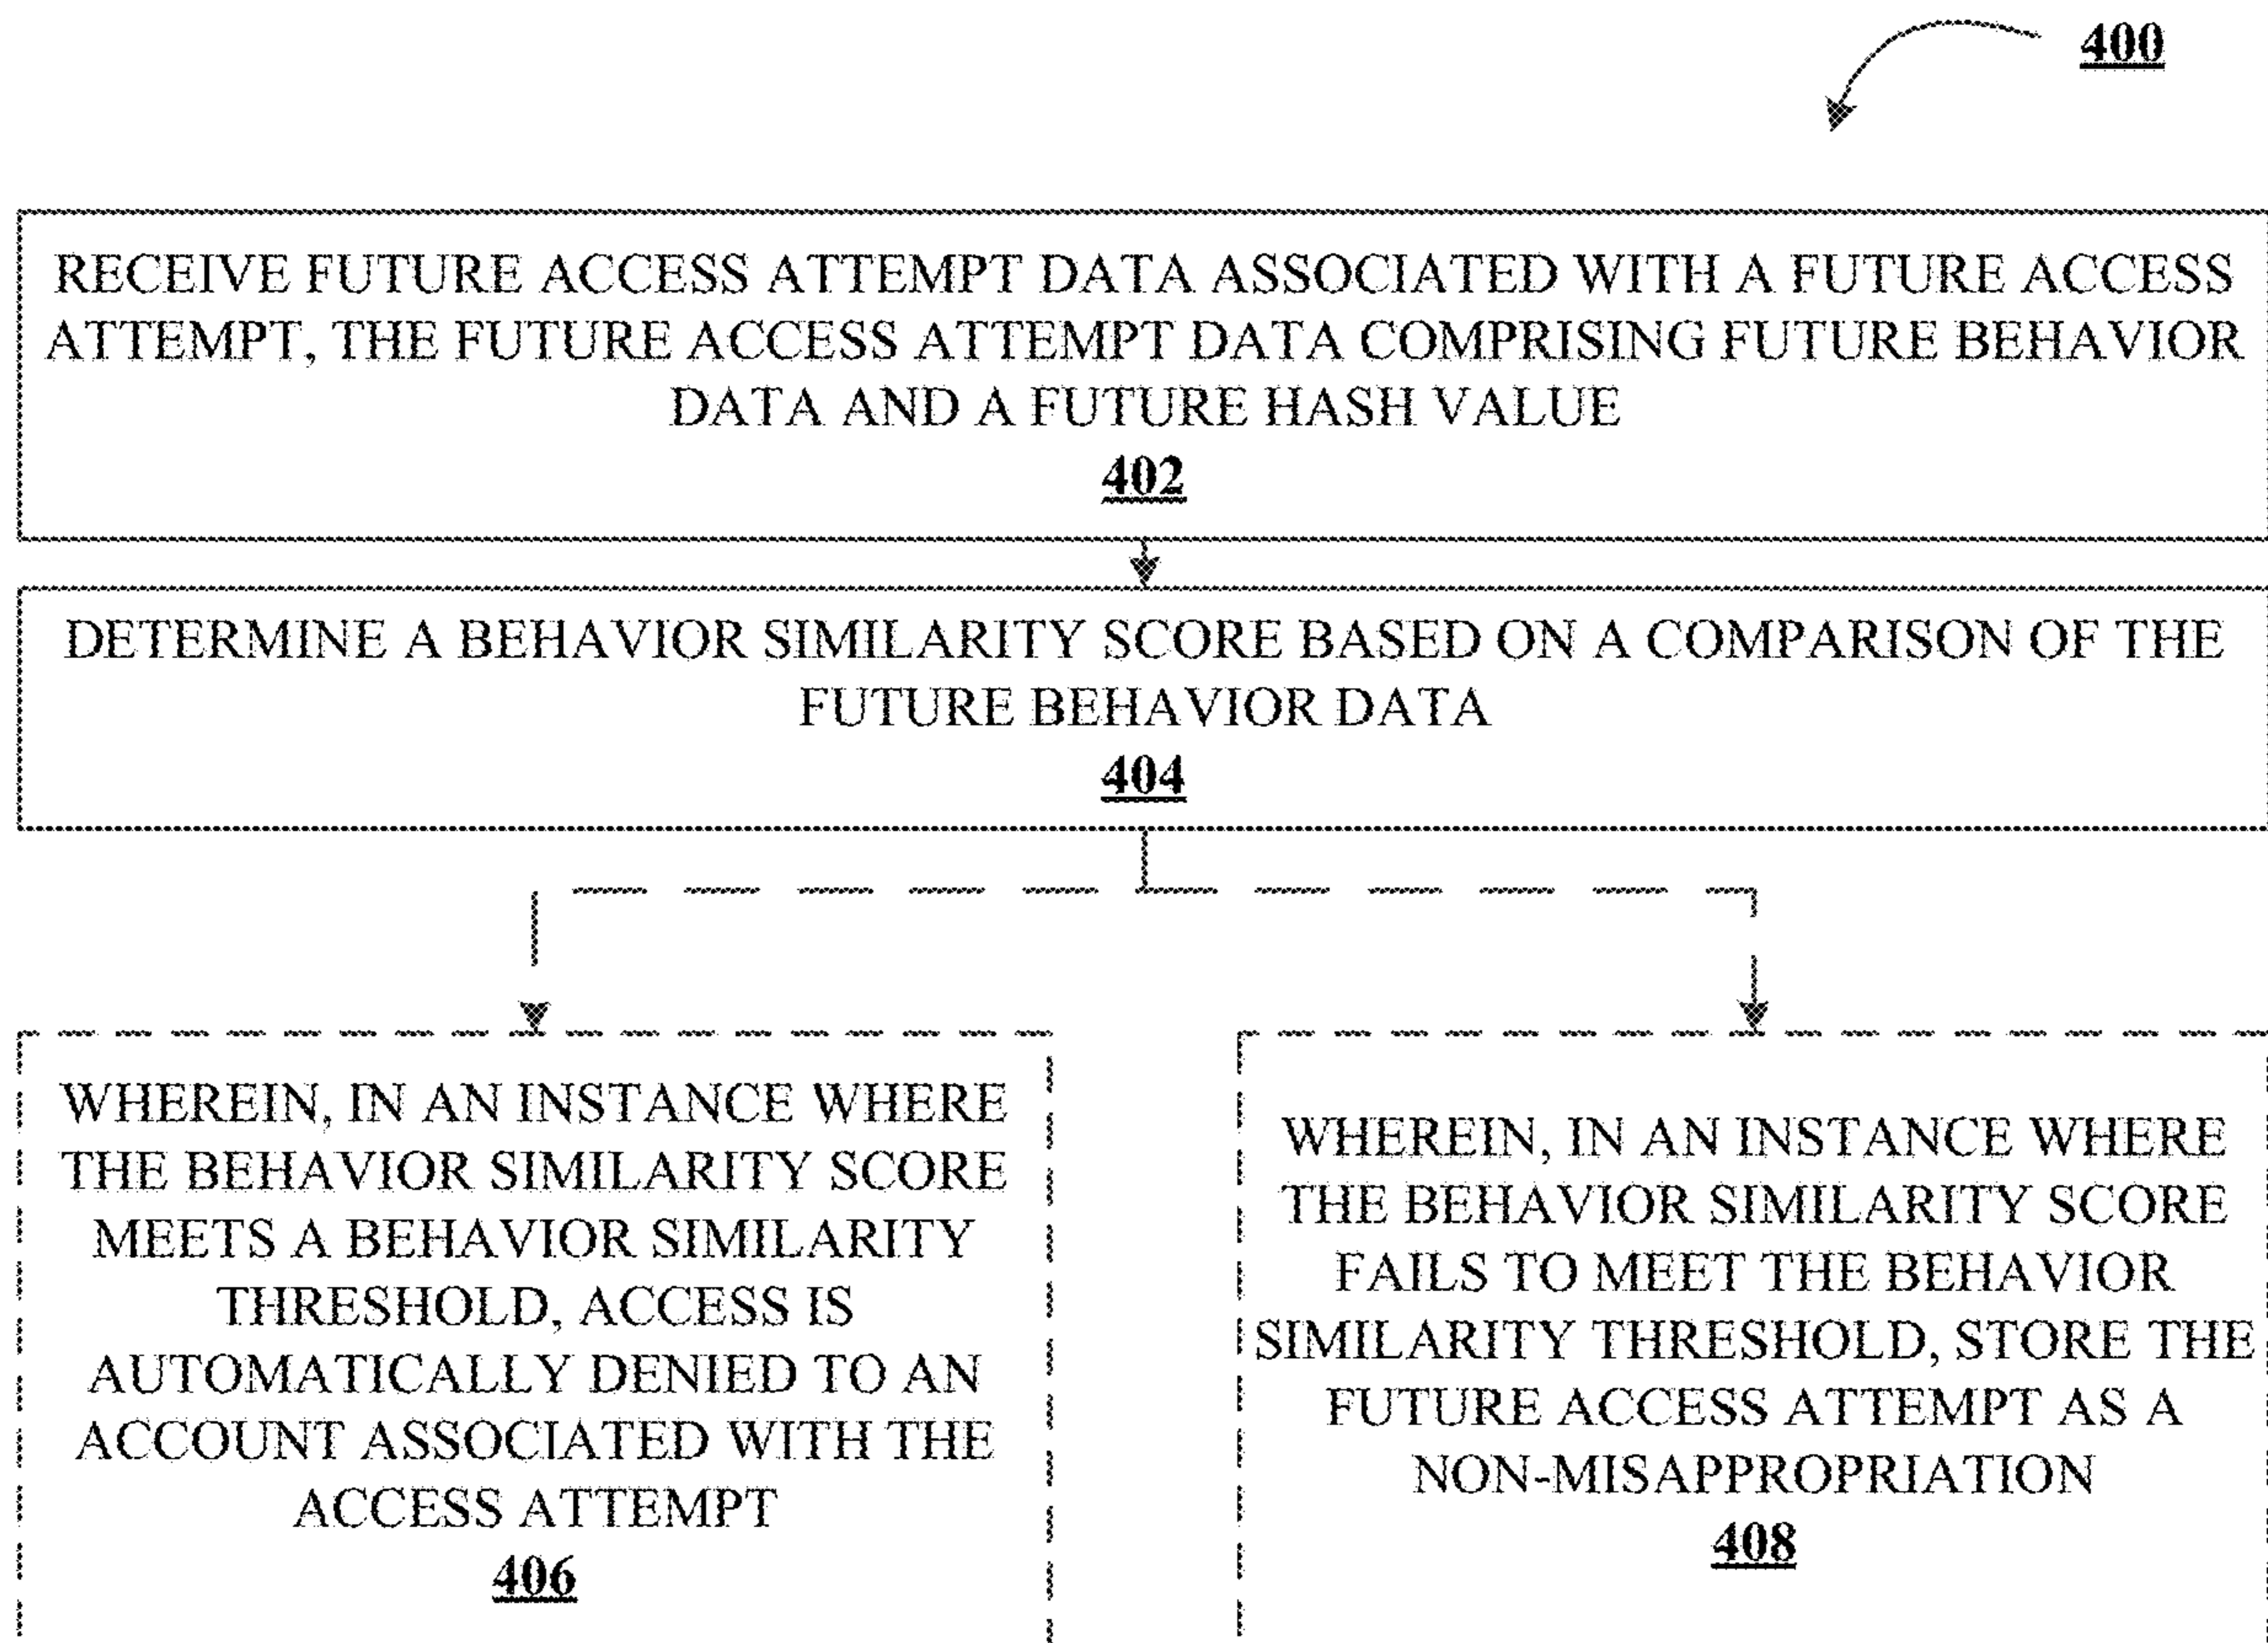 400
RECEIVE FUTURE ACCESS ATTEMPT DATA ASSOCIATED WITH A FUTURE ACCESS
ATTEMPT, THE FUTURE ACCESS ATTEMPT DATA COMPRISING FUTURE BEHAVIOR
DATA AND A FUTURE HASH VALUE
402
DETERMINE A BEHAVIOR SIMILARITY SCORE BASED ON A COMPARISON OF THE
FUTURE BEHAVIOR DATA
404
WHEREIN, IN AN INSTANCE WHERE
THE BEHAVIOR SIMILARITY SCORE
MEETS A BEHAVIOR SIMILARITY
THRESHOLD, ACCESS IS
AUTOMATICALLY DENIED TO AN
ACCOUNT ASSOCIATED WITH THE
ACCESS ATTEMPT
406
WHEREIN, IN AN INSTANCE WHERE
THE BEHAVIOR SIMILARITY SCORE
FAILS TO MEET THE BEHAVIOR
SIMILARITY THRESHOLD, STORE THE
FUTURE ACCESS ATTEMPT AS A
NON-MISAPPROPRIATION
408